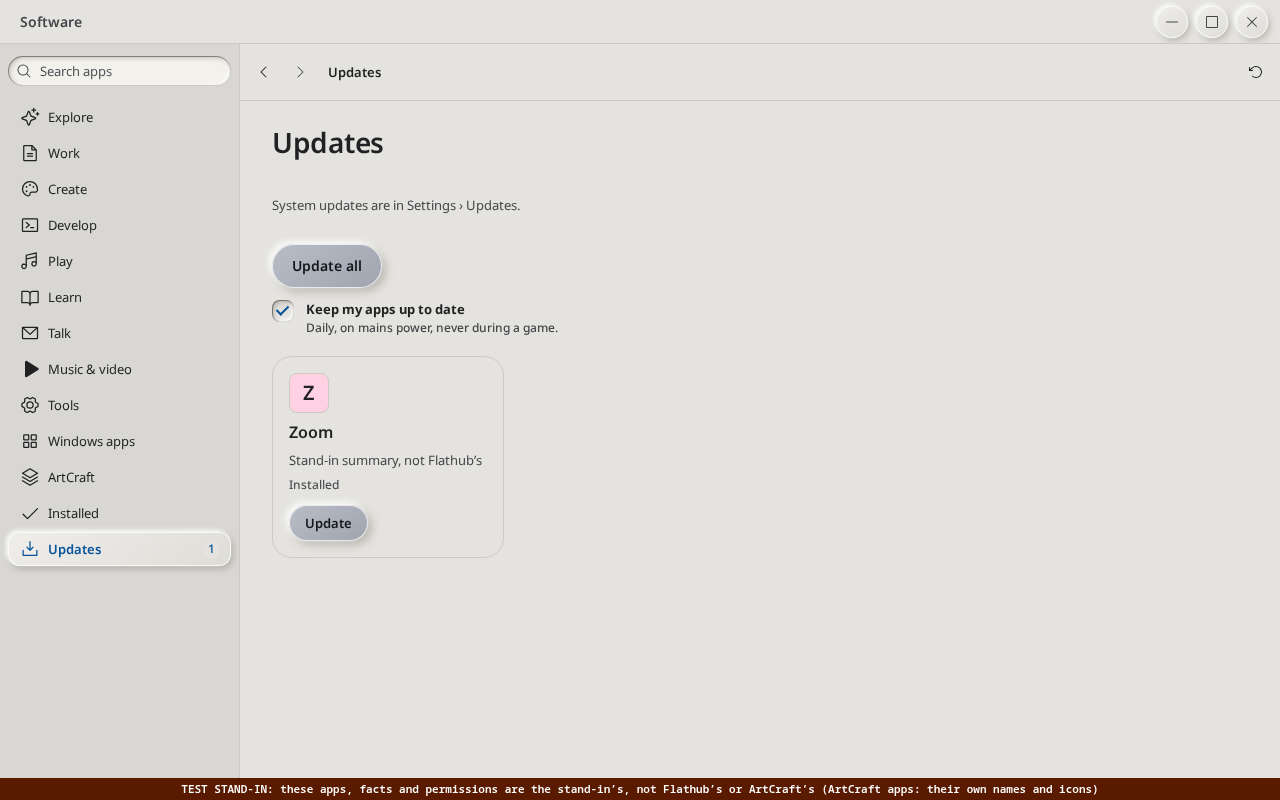 Software
Search apps
Explore
Work
Create
Develop
Play
Learn
Talk
Music & video
Tools
Windows apps
ArtCraft
Installed
Updates 1
Updates
Updates
System updates are in Settings › Updates.
Update all
Keep my apps up to date
Daily, on mains power, never during a game.
Z
Zoom
Stand-in summary, not Flathub’s
Installed
Update
TEST STAND-IN: these apps, facts and permissions are the stand-in’s, not Flathub’s or ArtCraft’s (ArtCraft apps: their own names and icons)